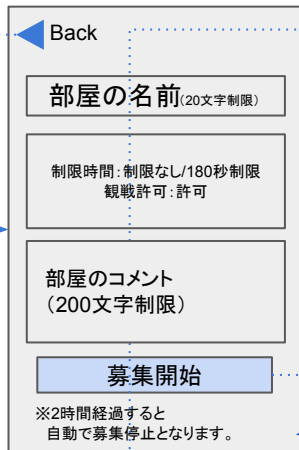 Back
部屋の名前(20文字制限)
制限時間:制限なし/180秒制限
観戦許可:許可
部屋のコメント
(200文字制限)
募集開始
※2時間経過すると
自動で募集停止となります。